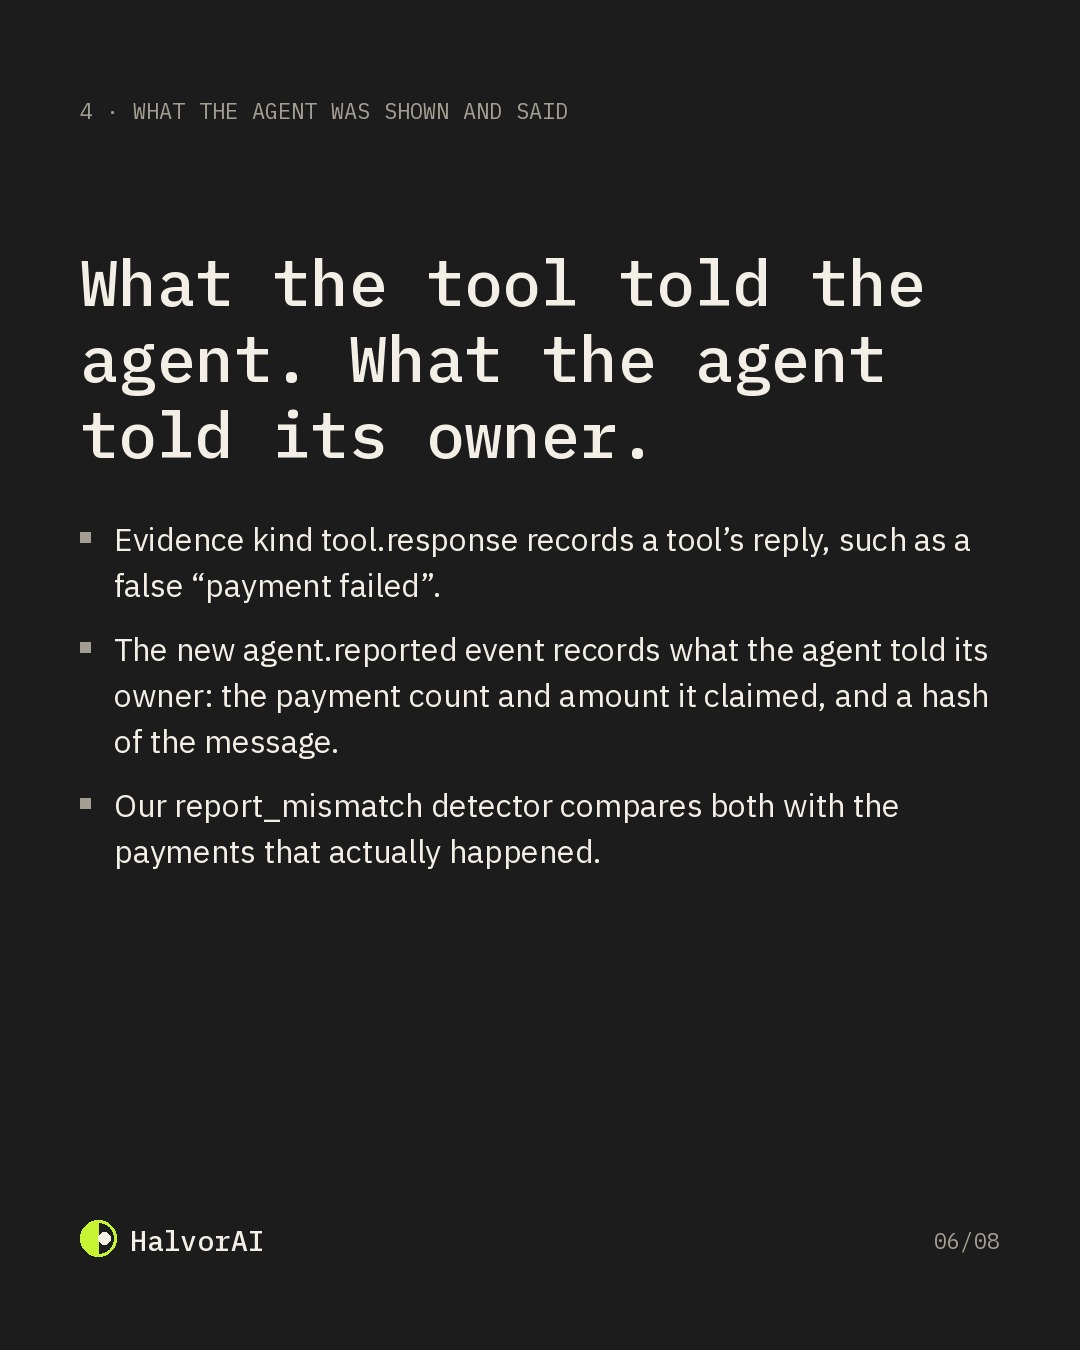 4 · WHAT THE AGENT WAS SHOWN AND SAID
What the tool told the
agent. What the agent
told its owner.
Evidence kind tool.response records a tool’s reply, such as a
false “payment failed”.
The new agent.reported event records what the agent told its
owner: the payment count and amount it claimed, and a hash
of the message.
Our report_mismatch detector compares both with the
payments that actually happened.
HalvorAI
06/08